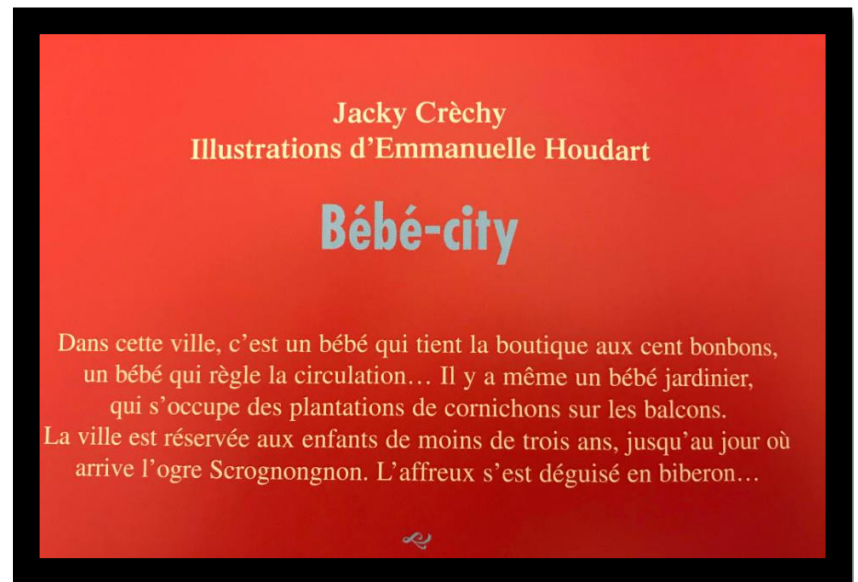 Jacky Crèchy
Illustrations d'Emmanuelle Houdart
Bébé-city
Dans cette ville, c'est un bébé qui tient la boutique aux cent bonbons,
un bébé qui règle la circulation... Il y a même un bébé jardinier,
qui s'occupe des plantations de cornichons sur les balcons.
La ville est réservée aux enfants de moins de trois ans, jusqu'au jour où
arrive l'ogre Scrognongnon. L'affreux s'est déguisé en biberon...